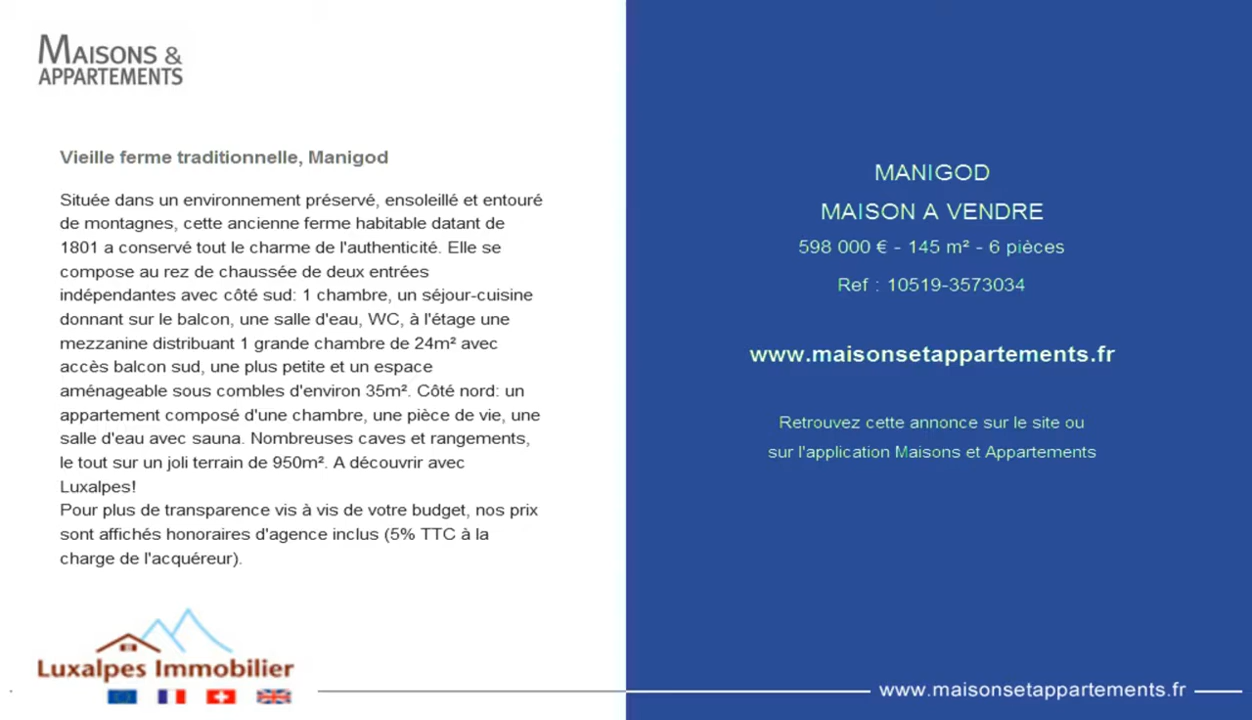 MAISONS &
APPARTEMENTS
Vieille ferme traditionnelle, Manigod
Située dans un environnement préservé, ensoleillé et entouré
de montagnes, cette ancienne ferme habitable datant de
1801 a conservé tout le charme de l'authenticité. Elle se
compose au rez de chaussée de deux entrées
indépendantes avec côté sud: 1 chambre, un séjour-cuisine
donnant sur le balcon, une salle d'eau, WC, à l'étage une
mezzanine distribuant 1 grande chambre de 24m² avec
accès balcon sud, une plus petite et un espace
aménageable sous combles d'environ 35m². Côté nord: un
appartement composé d'une chambre, une pièce de vie, une
salle d'eau avec sauna. Nombreuses caves et rangements,
le tout sur un joli terrain de 950m². A découvrir avec
Luxalpes!
Pour plus de transparence vis à vis de votre budget, nos prix
sont affichés honoraires d'agence inclus (5% TTC à la
charge de l'acquéreur).
Luxalpes Immobilier
MANIGOD
MAISON A VENDRE
598 000 € - 145 m² - 6 pièces
Ref : 10519-3573034
www.maisonsetappartements.fr
Retrouvez cette annonce sur le site ou
sur l'application Maisons et Appartements
www.maisonsetappartements.fr